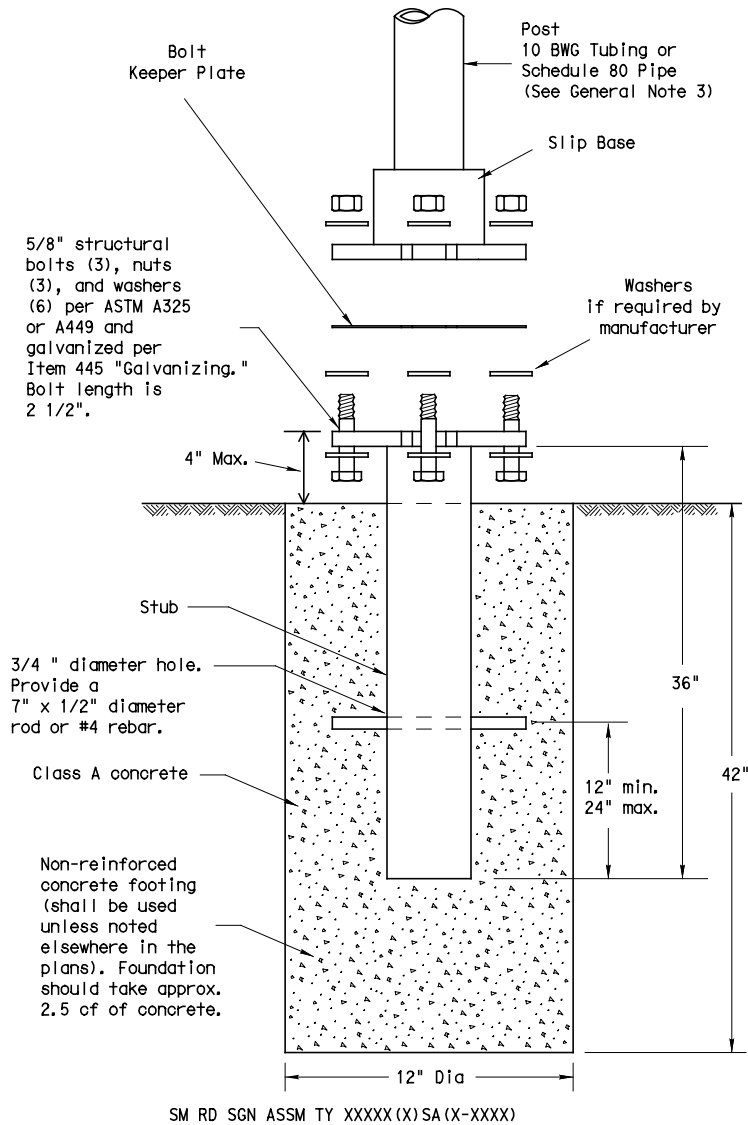 Post
10 BWG Tubing or
Schedule 80 Pipe
(See General Note 3)
Bolt
Keeper Plate
Slip Base
5/8" structural
bolts (3), nuts
(3), and washers
(6) per ASTM A325
or A449 and
galvanized per
Item 445 "Galvanizing."
Bolt length is
2 1/2".
Washers
if required by
manufacturer
4" Max.
Stub
3/4 " diameter hole.
Provide a
7" x 1/2" diameter
rod or #4 rebar.
36"
42"
Class A concrete
12" min.
24" max.
Non-reinforced
concrete footing
(shall be used
unless noted
elsewhere in the
plans). Foundation
should take approx.
2.5 cf of concrete.
12" Dia
SM RD SGN ASSM TY XXXXX(X)SA(X-XXXX)